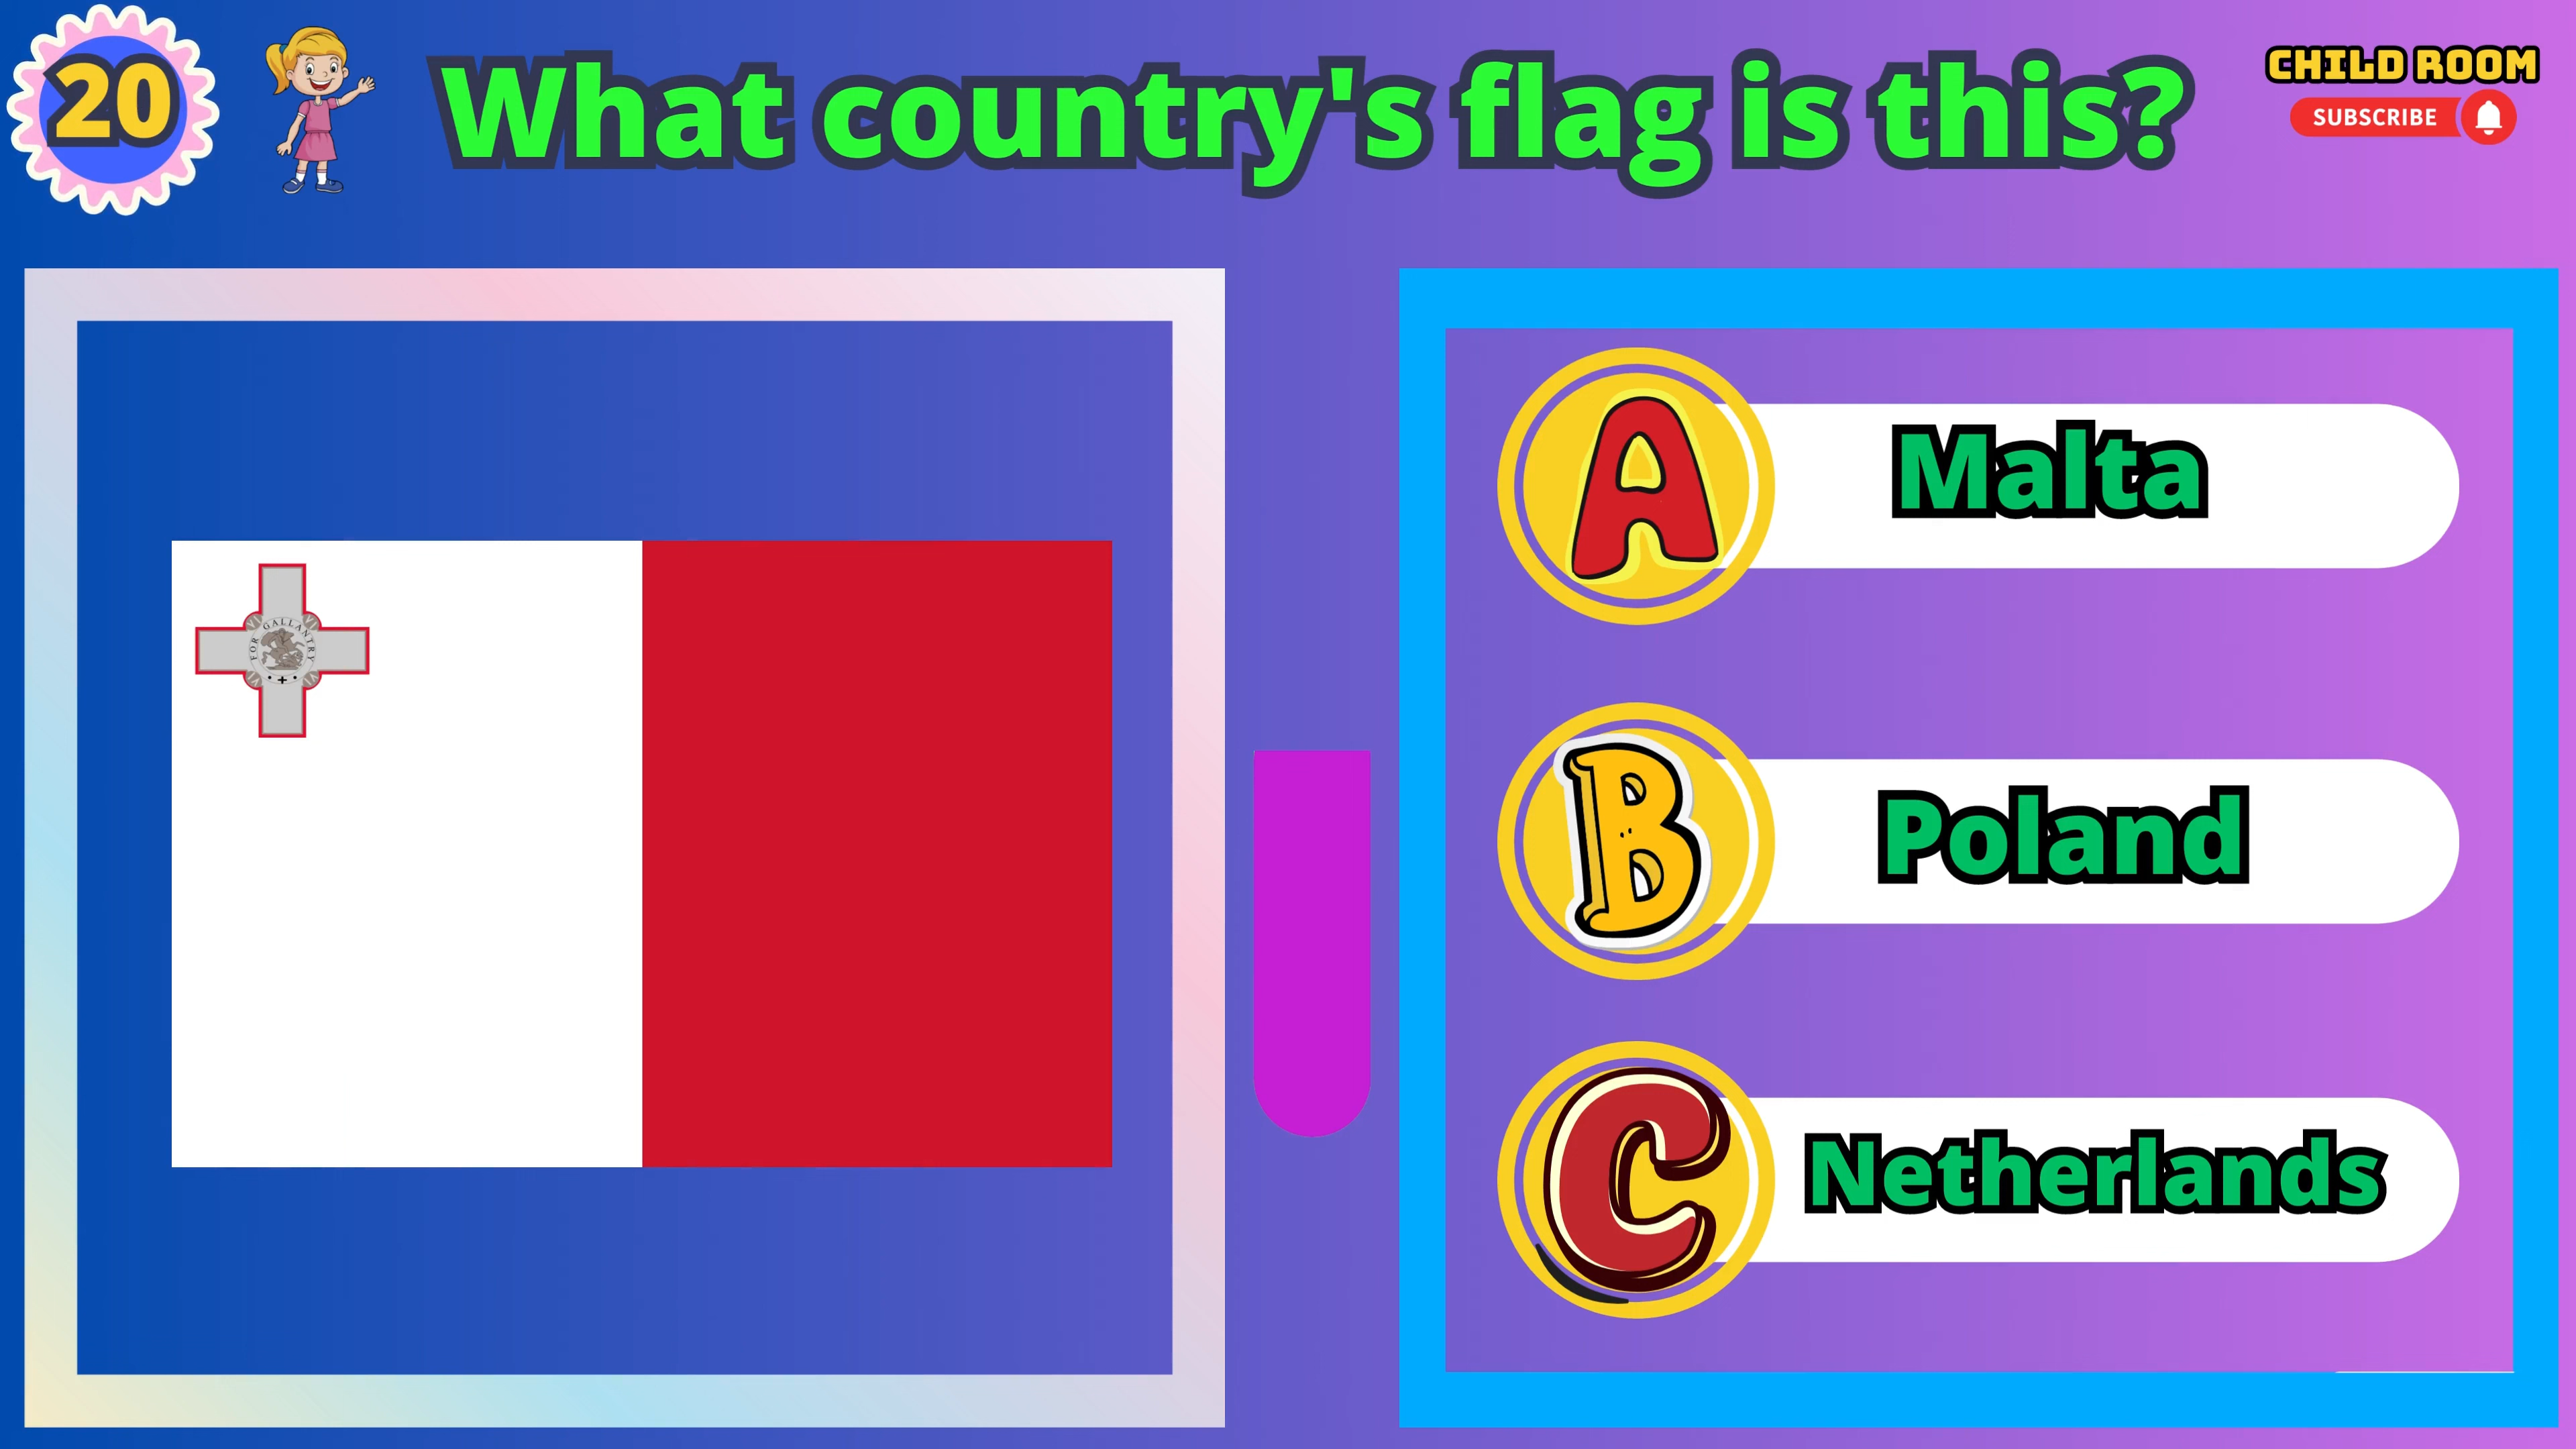 20
What country's flag is this?
CHILD ROOM
SUBSCRIBE
FOR GALLANTRY
A
Malta
B
Poland
C
Netherlands